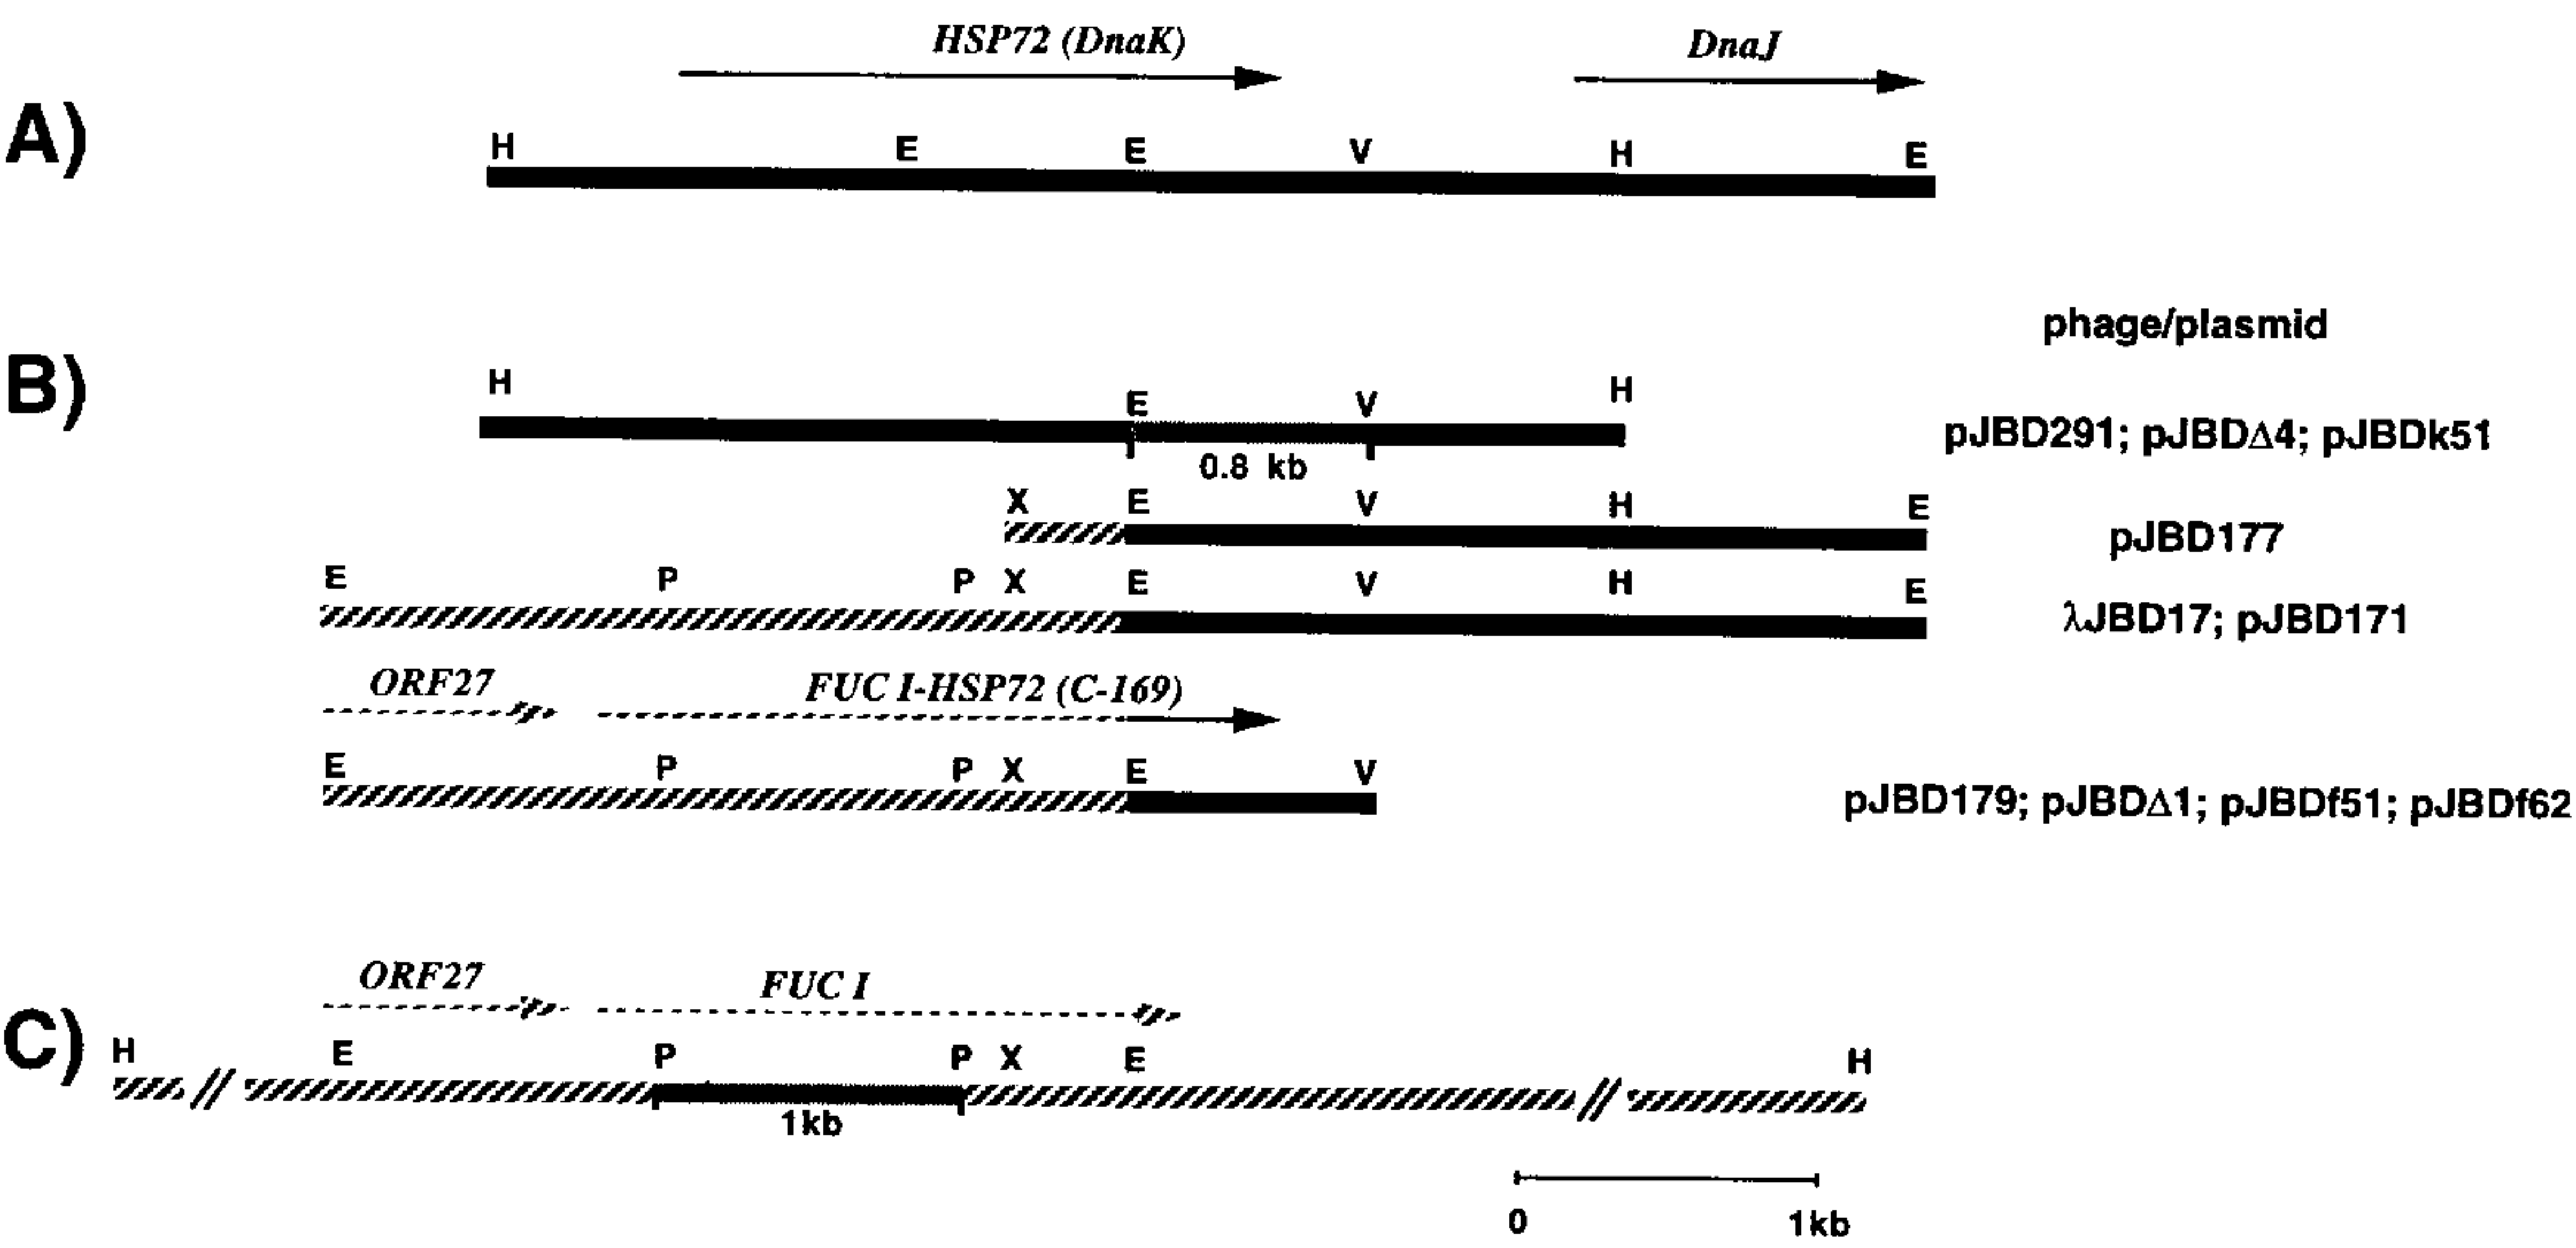 HSP72 (DnaK) DnaJ
A)
H E E V H E
phage/plasmid
B)
H E V H
pJBD291; pJBDΔ4; pJBDk51
0.8 kb
X E V H E
pJBD177
E P P X E V H E
λJBD17; pJBD171
ORF27 FUC I-HSP72 (C-169)
E P P X E V
pJBD179; pJBDΔ1; pJBDf51; pJBDf62
ORF27 FUC I
C)
H E P P X E H
1kb
0 1kb